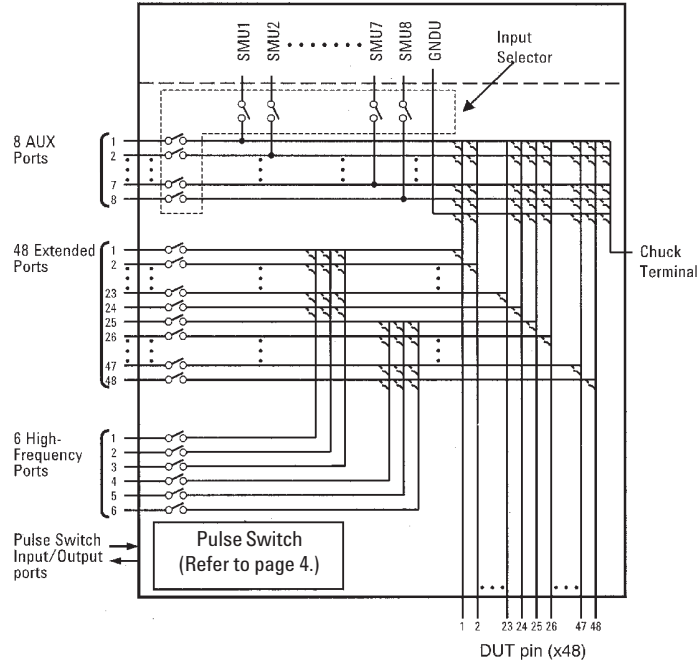 SMU1
SMU2
SMU7
SMU8
GNDU
Input
Selector
8 AUX
Ports
1
2
7
8
48 Extended
Ports
1
2
23
24
25
26
47
48
Chuck
Terminal
6 High-
Frequency
Ports
1
2
3
4
5
6
Pulse Switch
Input/Output
ports
Pulse Switch
(Refer to page 4.)
1 2 23 24 25 26 47 48
DUT pin (x48)